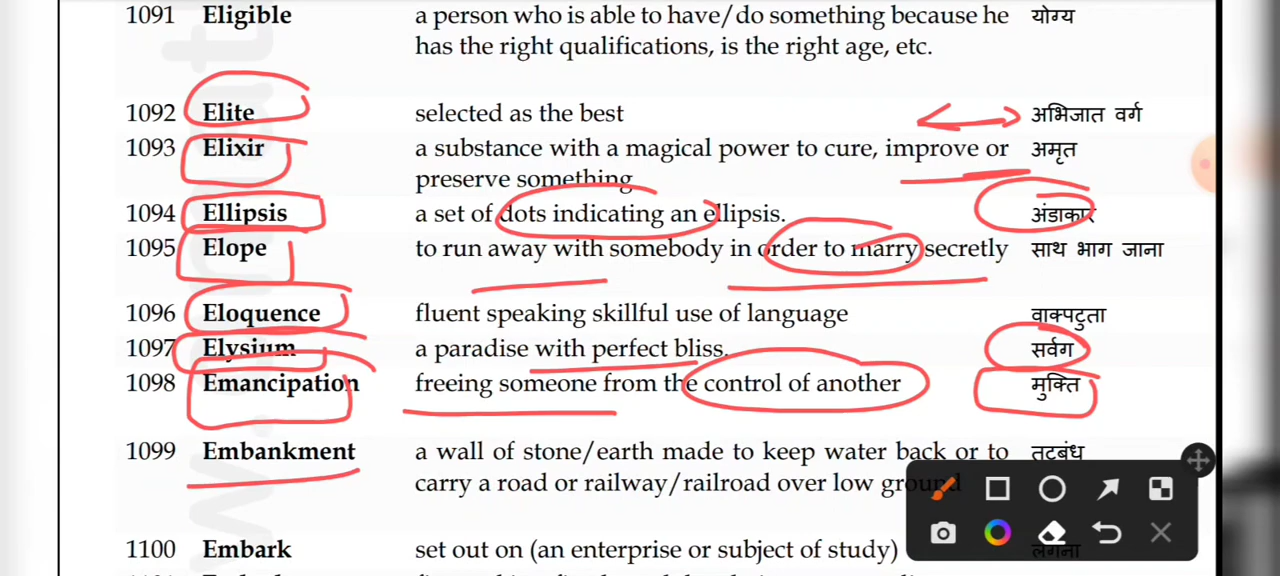 1091 Eligible a person who is able to have/do something because he योग्य
has the right qualifications, is the right age, etc.
1092 Elite selected as the best अभिजात वर्ग
1093 Elixir a substance with a magical power to cure, improve or अमृत
preserve something
1094 Ellipsis a set of dots indicating an ellipsis. अंडाकार
1095 Elope to run away with somebody in order to marry secretly साथ भाग जाना
1096 Eloquence fluent speaking skillful use of language वाक्पटुता
1097 Elysium a paradise with perfect bliss. सर्वग
1098 Emancipation freeing someone from the control of another मुक्ति
1099 Embankment a wall of stone/earth made to keep water back or to तटबंध
carry a road or railway/railroad over low ground
1100 Embark set out on (an enterprise or subject of study)